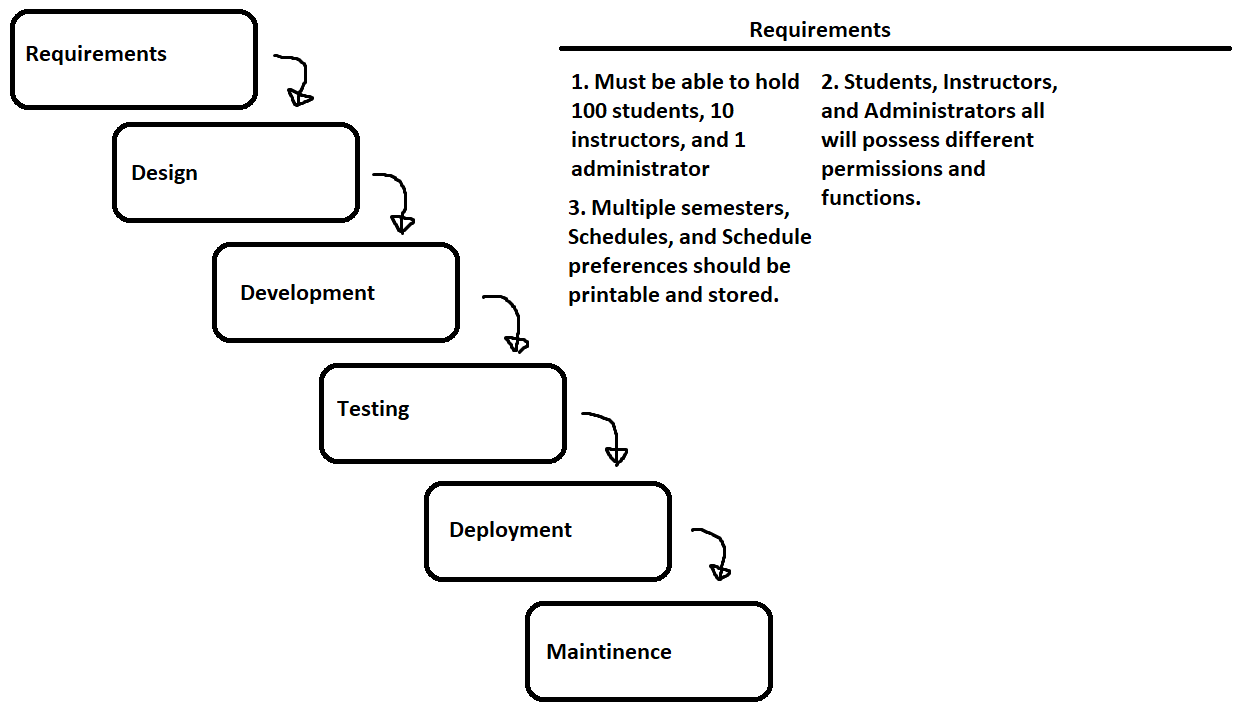 Requirements
Design
Development
Testing
Deployment
Maintinence
Requirements
1. Must be able to hold
100 students, 10
instructors, and 1
administrator
2. Students, Instructors,
and Administrators all
will possess different
permissions and
functions.
3. Multiple semesters,
Schedules, and Schedule
preferences should be
printable and stored.